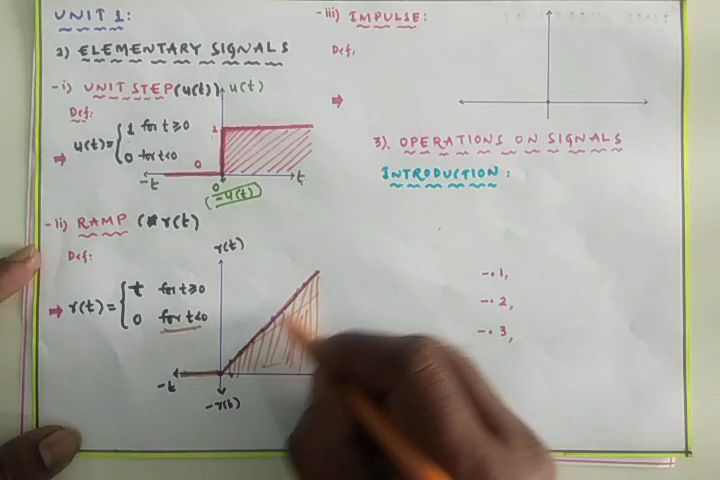 UNIT 1:
2) ELEMENTARY SIGNALS
-i) UNIT STEP (u(t))
u(t)
Def:
u(t)= { 1 for t≥0
0 for t<0
1
0
-t
0
t
(-u(t))
-ii) RAMP ( r(t)
Def:
r(t)
r(t)= { t for t≥0
0 for t<0
-t
-r(t)
-iii) IMPULSE:
Def:
3). OPERATIONS ON SIGNALS
INTRODUCTION:
-.1,
-.2,
-.3,